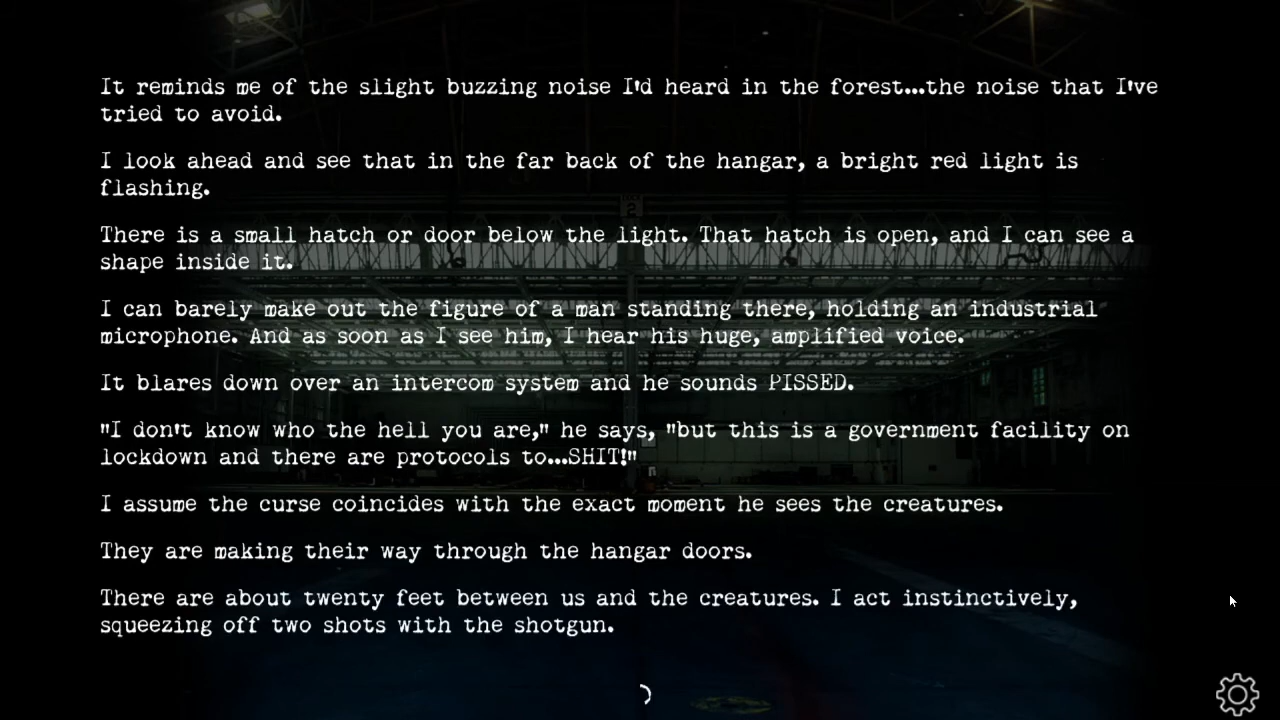 It reminds me of the slight buzzing noise I'd heard in the forest...the noise that I've
tried to avoid.
I look ahead and see that in the far back of the hangar, a bright red light is
flashing.
There is a small hatch or door below the light. That hatch is open, and I can see a
shape inside it.
I can barely make out the figure of a man standing there, holding an industrial
microphone. And as soon as I see him, I hear his huge, amplified voice.
It blares down over an intercom system and he sounds PISSED.
"I don't know who the hell you are," he says, "but this is a government facility on
lockdown and there are protocols to...SHIT!"
I assume the curse coincides with the exact moment he sees the creatures.
They are making their way through the hangar doors.
There are about twenty feet between us and the creatures. I act instinctively,
squeezing off two shots with the shotgun.